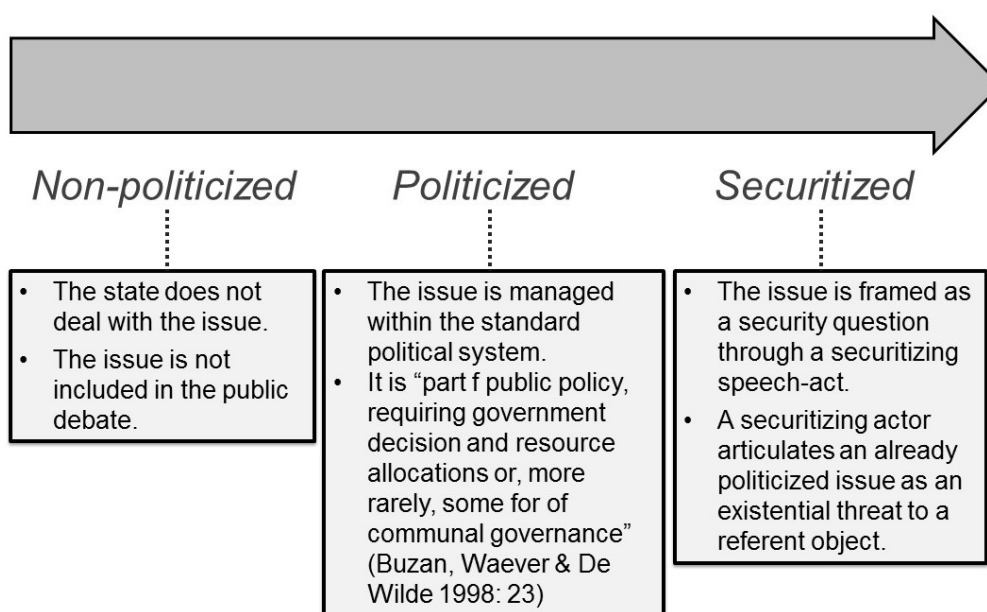 Non-politicized
Politicized
Securitized
• The state does not
deal with the issue.
• The issue is not
included in the public
debate.
• The issue is managed
within the standard
political system.
• It is “part f public policy,
requiring government
decision and resource
allocations or, more
rarely, some for of
communal governance”
(Buzan, Waever & De
Wilde 1998: 23)
• The issue is framed as
a security question
through a securitizing
speech-act.
• A securitizing actor
articulates an already
politicized issue as an
existential threat to a
referent object.